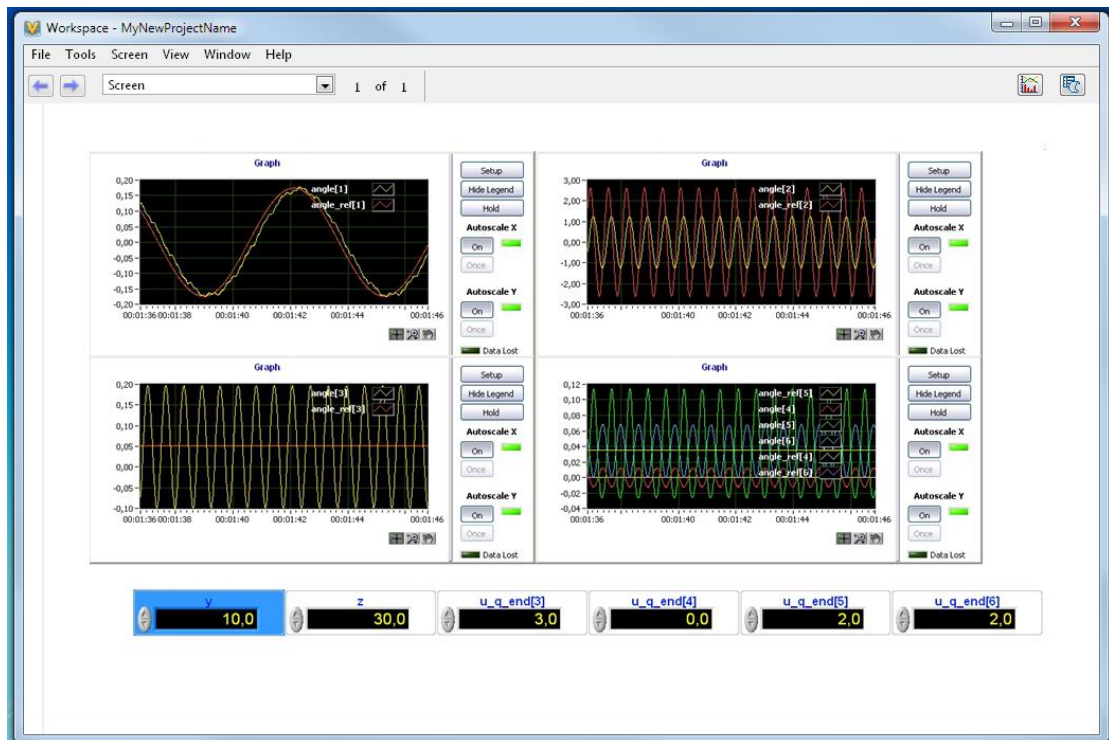 Workspace - MyNewProjectName
File Tools Screen View Window Help
Screen 1 of 1
Graph
0,20
0,15
0,10
0,05
0,00
-0,05
-0,10
-0,15
-0,20
angle[1]
angle_ref[1]
00:01:36 00:01:38 00:01:40 00:01:42 00:01:44 00:01:46
Setup
Hide Legend
Hold
Autoscale X
On
Once
Autoscale Y
On
Once
Data Lost
Graph
3,00
2,00
1,00
0,00
-1,00
-2,00
-3,00
angle[2]
angle_ref[2]
00:01:36 00:01:40 00:01:42 00:01:44 00:01:46
Setup
Hide Legend
Hold
Autoscale X
On
Once
Autoscale Y
On
Once
Data Lost
Graph
0,20
0,15
0,10
0,05
0,00
-0,05
-0,10
angle[3]
angle_ref[3]
00:01:36 00:01:38 00:01:40 00:01:42 00:01:44 00:01:46
Setup
Hide Legend
Hold
Autoscale X
On
Once
Autoscale Y
On
Once
Data Lost
Graph
0,12
0,10
0,08
0,06
0,04
0,02
0,00
-0,02
-0,04
angle_ref[5]
angle[4]
angle[5]
angle[6]
angle_ref[4]
angle_ref[6]
00:01:36 00:01:40 00:01:42 00:01:44 00:01:46
Setup
Hide Legend
Hold
Autoscale X
On
Once
Autoscale Y
On
Once
Data Lost
y z u_q_end[3] u_q_end[4] u_q_end[5] u_q_end[6]
10,0 30,0 3,0 0,0 2,0 2,0